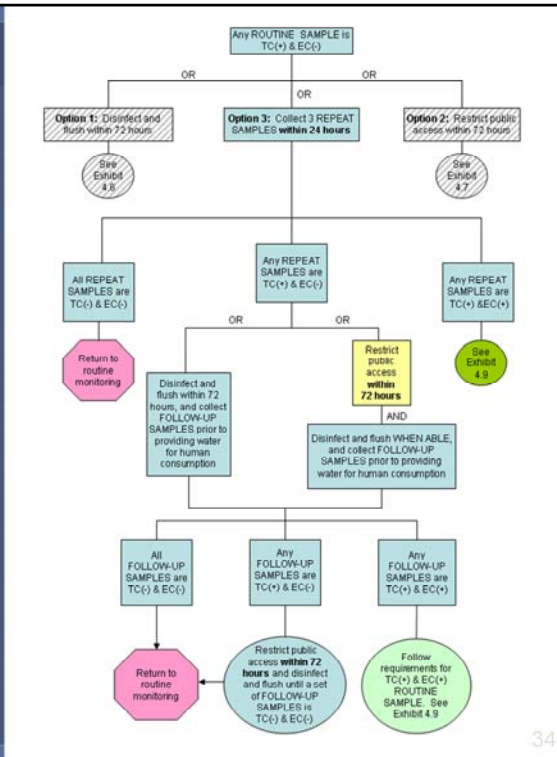 Any ROUTINE SAMPLE is
TC(+) & EC(-)
OR
OR
OR
Option 1: Disinfect and
flush within 72 hours
Option 3: Collect 3 REPEAT
SAMPLES within 24 hours
Option 2: Restrict public
access within 72 hours
See
Exhibit
4.6
See
Exhibit
4.7
All REPEAT
SAMPLES are
TC(-) & EC(-)
Any REPEAT
SAMPLES are
TC(+) & EC(-)
Any REPEAT
SAMPLES are
TC(+) &EC(+)
OR
OR
Return to
routine
monitoring
Restrict
public
access
within
72 hours
See
Exhibit
4.9
Disinfect and
flush within 72
hours, and collect
FOLLOW-UP
SAMPLES prior to
providing water
for human
consumption
AND
Disinfect and flush WHEN ABLE,
and collect FOLLOW-UP
SAMPLES prior to providing
water for human consumption
All
FOLLOW-UP
SAMPLES are
TC(-) & EC(-)
Any
FOLLOW-UP
SAMPLES are
TC(+) & EC(-)
Any
FOLLOW-UP
SAMPLES are
TC(+) & EC(+)
Return to
routine
monitoring
Restrict public
access within 72
hours and disinfect
and flush until a set
of FOLLOW-UP
SAMPLES is
TC(-) & EC(-)
Follow
requirements for
TC(+) & EC(+)
ROUTINE
SAMPLE. See
Exhibit 4.9
34